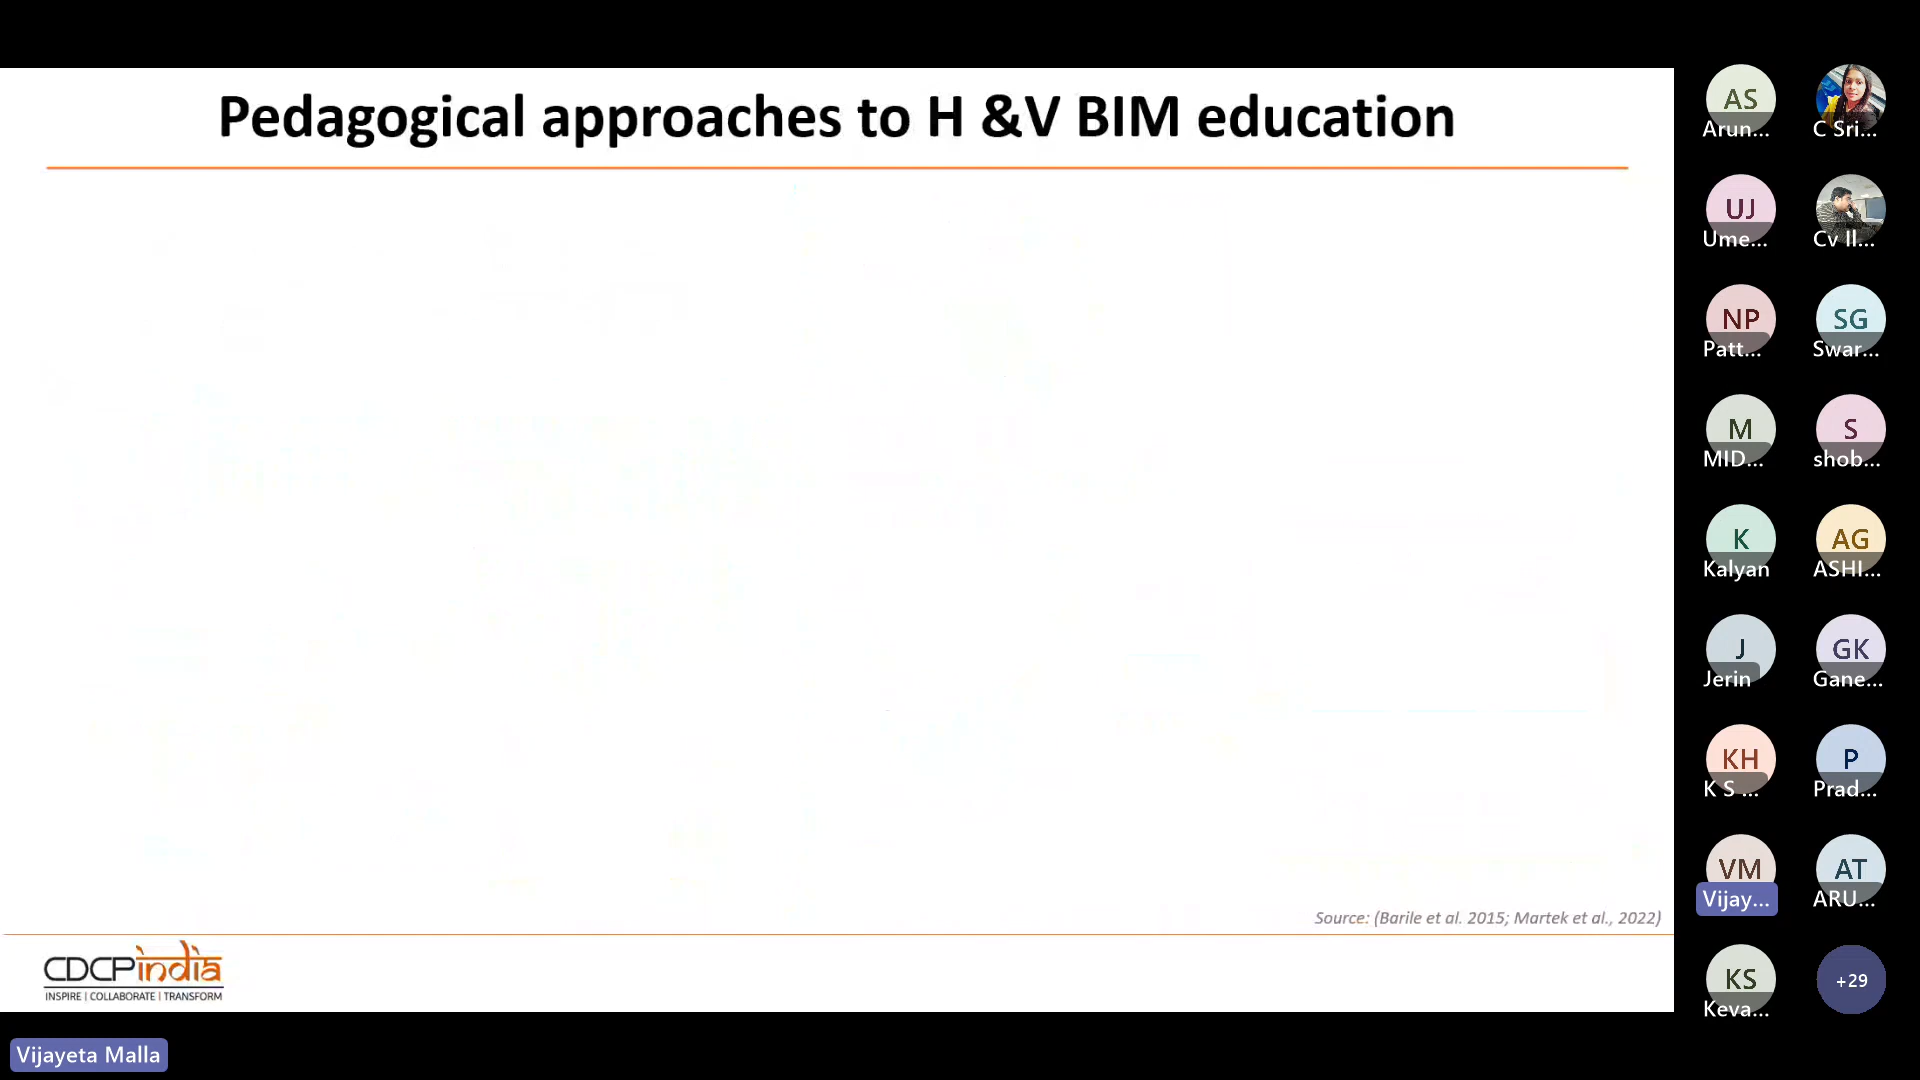 Pedagogical approaches to H &V BIM education
Source: (Barile et al. 2015; Martek et al., 2022)
CDCPindia
INSPIRE | COLLABORATE | TRANSFORM
Vijayeta Malla
AS
Arun...
C Sri...
UJ
Ume...
Cv ll...
NP
Patt...
SG
Swar...
M
MID...
S
shob...
K
Kalyan
AG
ASHI...
J
Jerin
GK
Gane...
KH
K S ...
P
Prad...
VM
Vijay...
AT
ARU...
KS
Keva...
+29